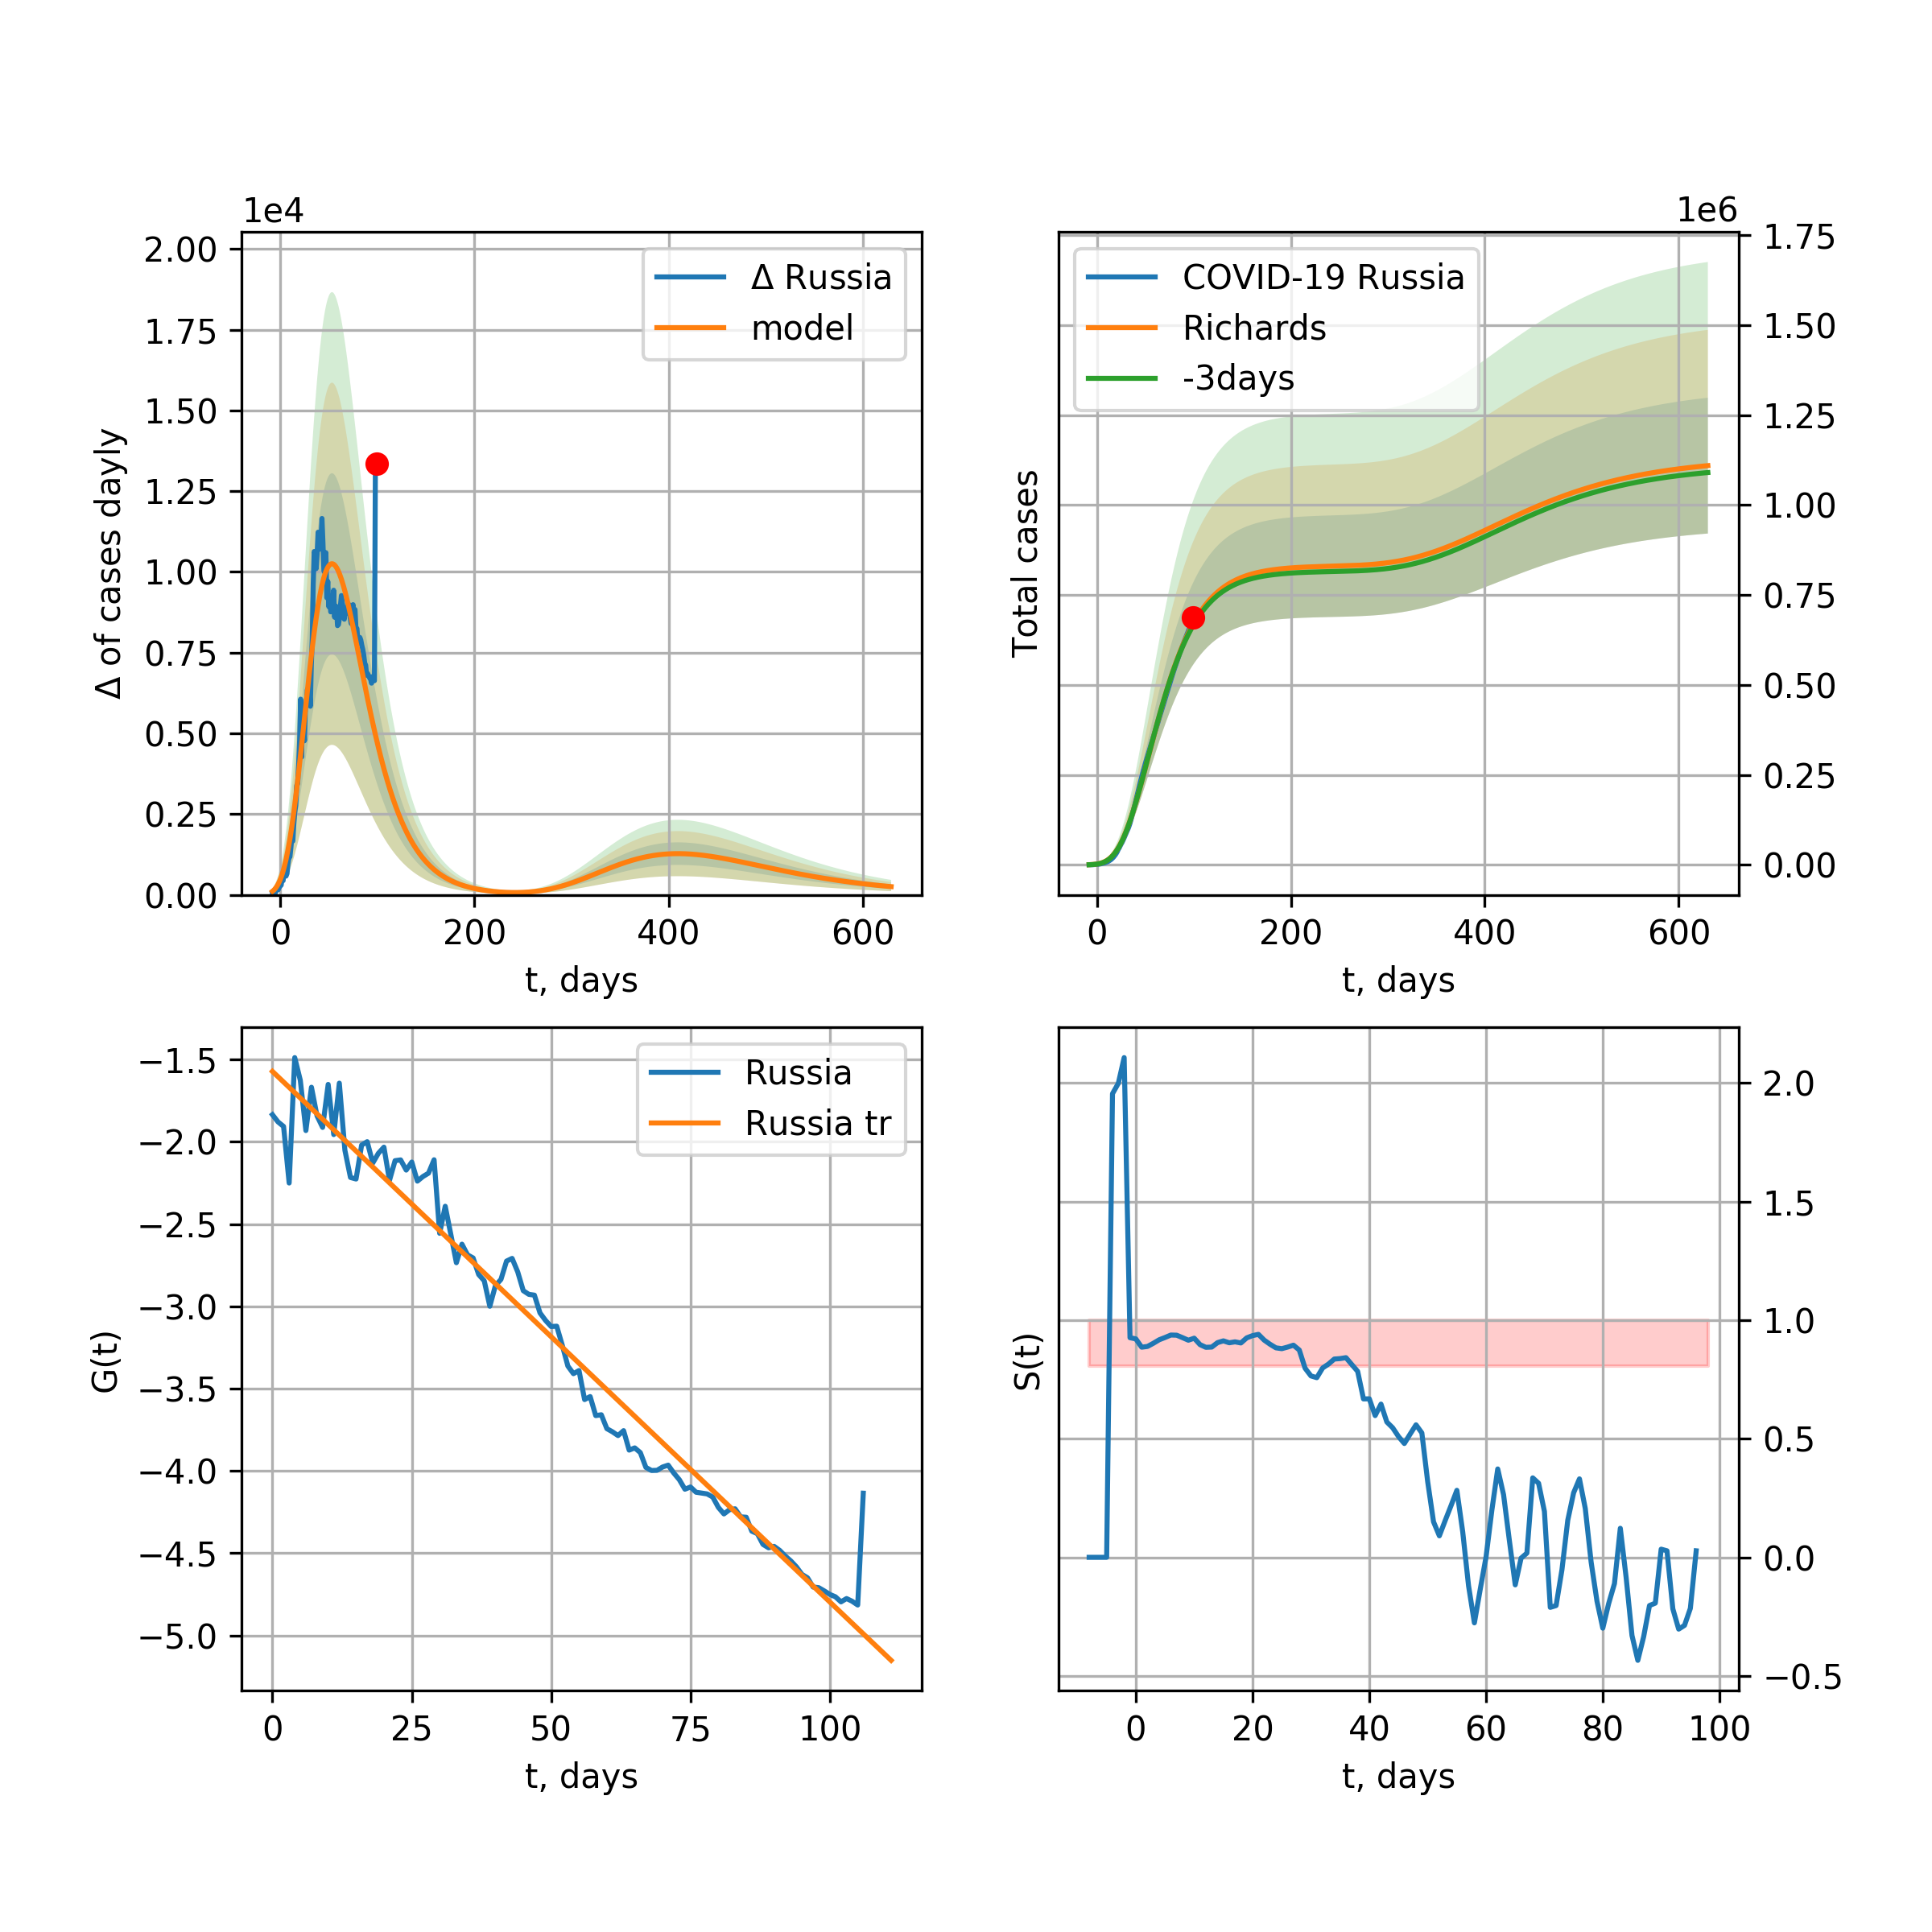 1e4
2.00
1.75
1.50
1.25
1.00
0.75
0.50
0.25
0.00
Δ of cases dayly
Δ Russia
model
0 200 400 600
t, days
1e6
1.75
1.50
1.25
1.00
0.75
0.50
0.25
0.00
Total cases
COVID-19 Russia
Richards
-3days
0 200 400 600
t, days
−1.5
−2.0
−2.5
−3.0
−3.5
−4.0
−4.5
−5.0
G(t)
Russia
Russia tr
0 25 50 75 100
t, days
2.0
1.5
1.0
0.5
0.0
−0.5
S(t)
0 20 40 60 80 100
t, days